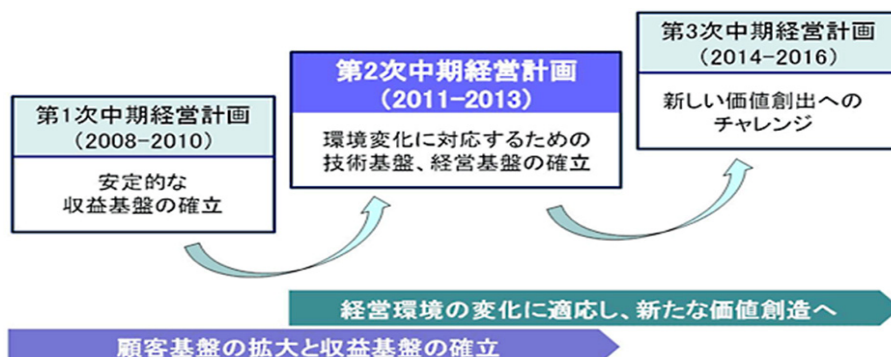 第1次中期経営計画
(2008-2010)
安定的な
収益基盤の確立
第2次中期経営計画
(2011-2013)
環境変化に対応するための
技術基盤、経営基盤の確立
第3次中期経営計画
(2014-2016)
新しい価値創出への
チャレンジ
経営環境の変化に適応し、新たな価値創造へ
顧客基盤の拡大と収益基盤の確立